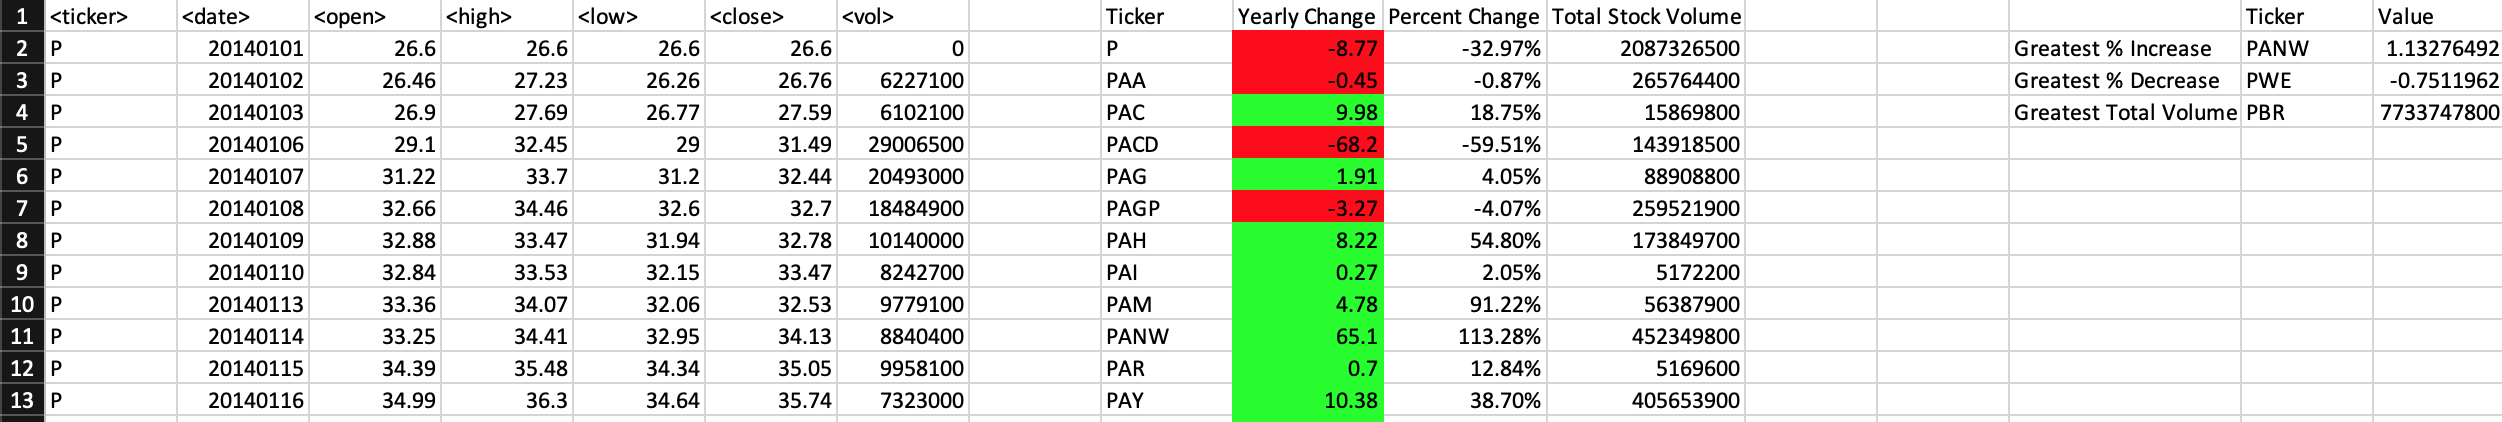 1 <ticker> <date> <open> <high> <low> <close> <vol> Ticker Yearly Change Percent Change Total Stock Volume Ticker Value
2 P 20140101 26.6 26.6 26.6 26.6 0 P -8.77 -32.97% 2087326500 Greatest % Increase PANW 1.13276492
3 P 20140102 26.46 27.23 26.26 26.76 6227100 PAA -0.45 -0.87% 265764400 Greatest % Decrease PWE -0.7511962
4 P 20140103 26.9 27.69 26.77 27.59 6102100 PAC 9.98 18.75% 15869800 Greatest Total Volume PBR 7733747800
5 P 20140106 29.1 32.45 29 31.49 29006500 PACD -68.2 -59.51% 143918500
6 P 20140107 31.22 33.7 31.2 32.44 20493000 PAG 1.91 4.05% 88908800
7 P 20140108 32.66 34.46 32.6 32.7 18484900 PAGP -3.27 -4.07% 259521900
8 P 20140109 32.88 33.47 31.94 32.78 10140000 PAH 8.22 54.80% 173849700
9 P 20140110 32.84 33.53 32.15 33.47 8242700 PAI 0.27 2.05% 5172200
10 P 20140113 33.36 34.07 32.06 32.53 9779100 PAM 4.78 91.22% 56387900
11 P 20140114 33.25 34.41 32.95 34.13 8840400 PANW 65.1 113.28% 452349800
12 P 20140115 34.39 35.48 34.34 35.05 9958100 PAR 0.7 12.84% 5169600
13 P 20140116 34.99 36.3 34.64 35.74 7323000 PAY 10.38 38.70% 405653900